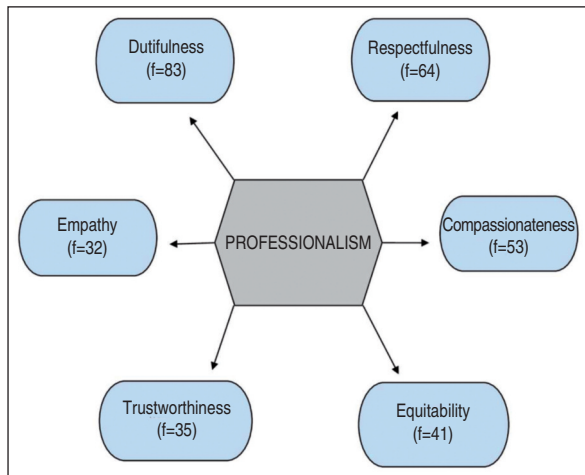 Dutifulness
(f=83)
Respectfulness
(f=64)
Empathy
(f=32)
PROFESSIONALISM
Compassionateness
(f=53)
Trustworthiness
(f=35)
Equitability
(f=41)